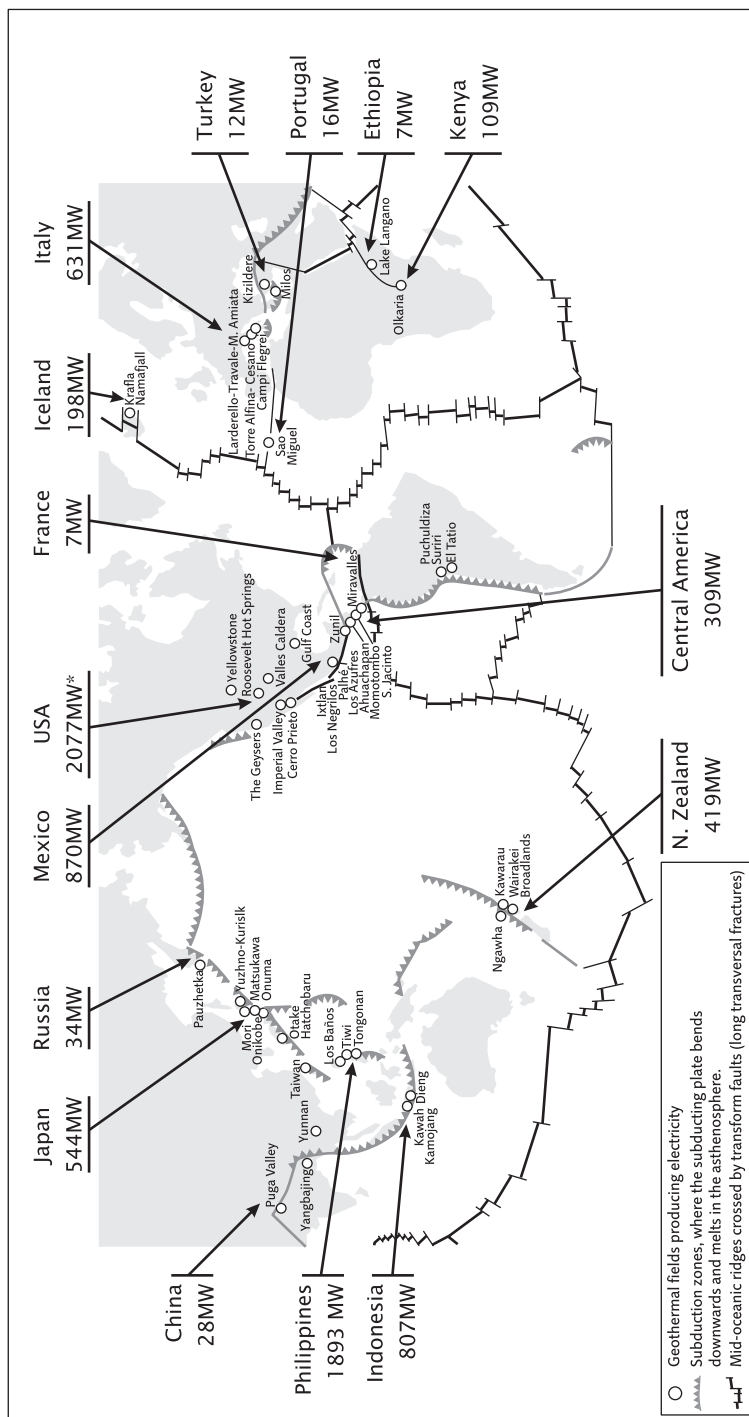 Japan
544MW
Russia
34MW
Mexico
870MW
USA
2077MW*
France
7MW
Iceland
198MW
Italy
631MW
Turkey
12MW
Portugal
16MW
Ethiopia
7MW
Kenya
109MW
China
28MW
Philippines
1893 MW
Indonesia
807MW
N. Zealand
419MW
Central America
309MW
Puga Valley
Yangbajing
Yunnan
Taiwan
Los Baños
Tiwi
Tongonan
Kawah Dieng
Kamojang
Pauzhetka
Yuzhno-Kurislk
Matsukawa
Onuma
Mori
Onikobe
Otake
Hatchobaru
Ngawha
Kawarau
Wairakei
Broadlands
Yellowstone
Roosevelt Hot Springs
Valles Caldera
Gulf Coast
The Geysers
Imperial Valley
Cerro Prieto
Ixtlan
Los Negrilos
Zunil
Palhé
Los Azufres
Ahuachapan
Momotombo
S. Jacinto
Miravalles
Puchuldiza
Suriri
El Tatio
Krafla
Namafjall
Larderello-Travale-M. Amiata
Torre Alfina- Cesano
Campi Flegrei
Sao
Miguel
Kizildere
Milos
Lake Langano
Olkaria
Geothermal fields producing electricity
Subduction zones, where the subducting plate bends
downwards and melts in the asthenosphere.
Mid-oceanic ridges crossed by transform faults (long transversal fractures)